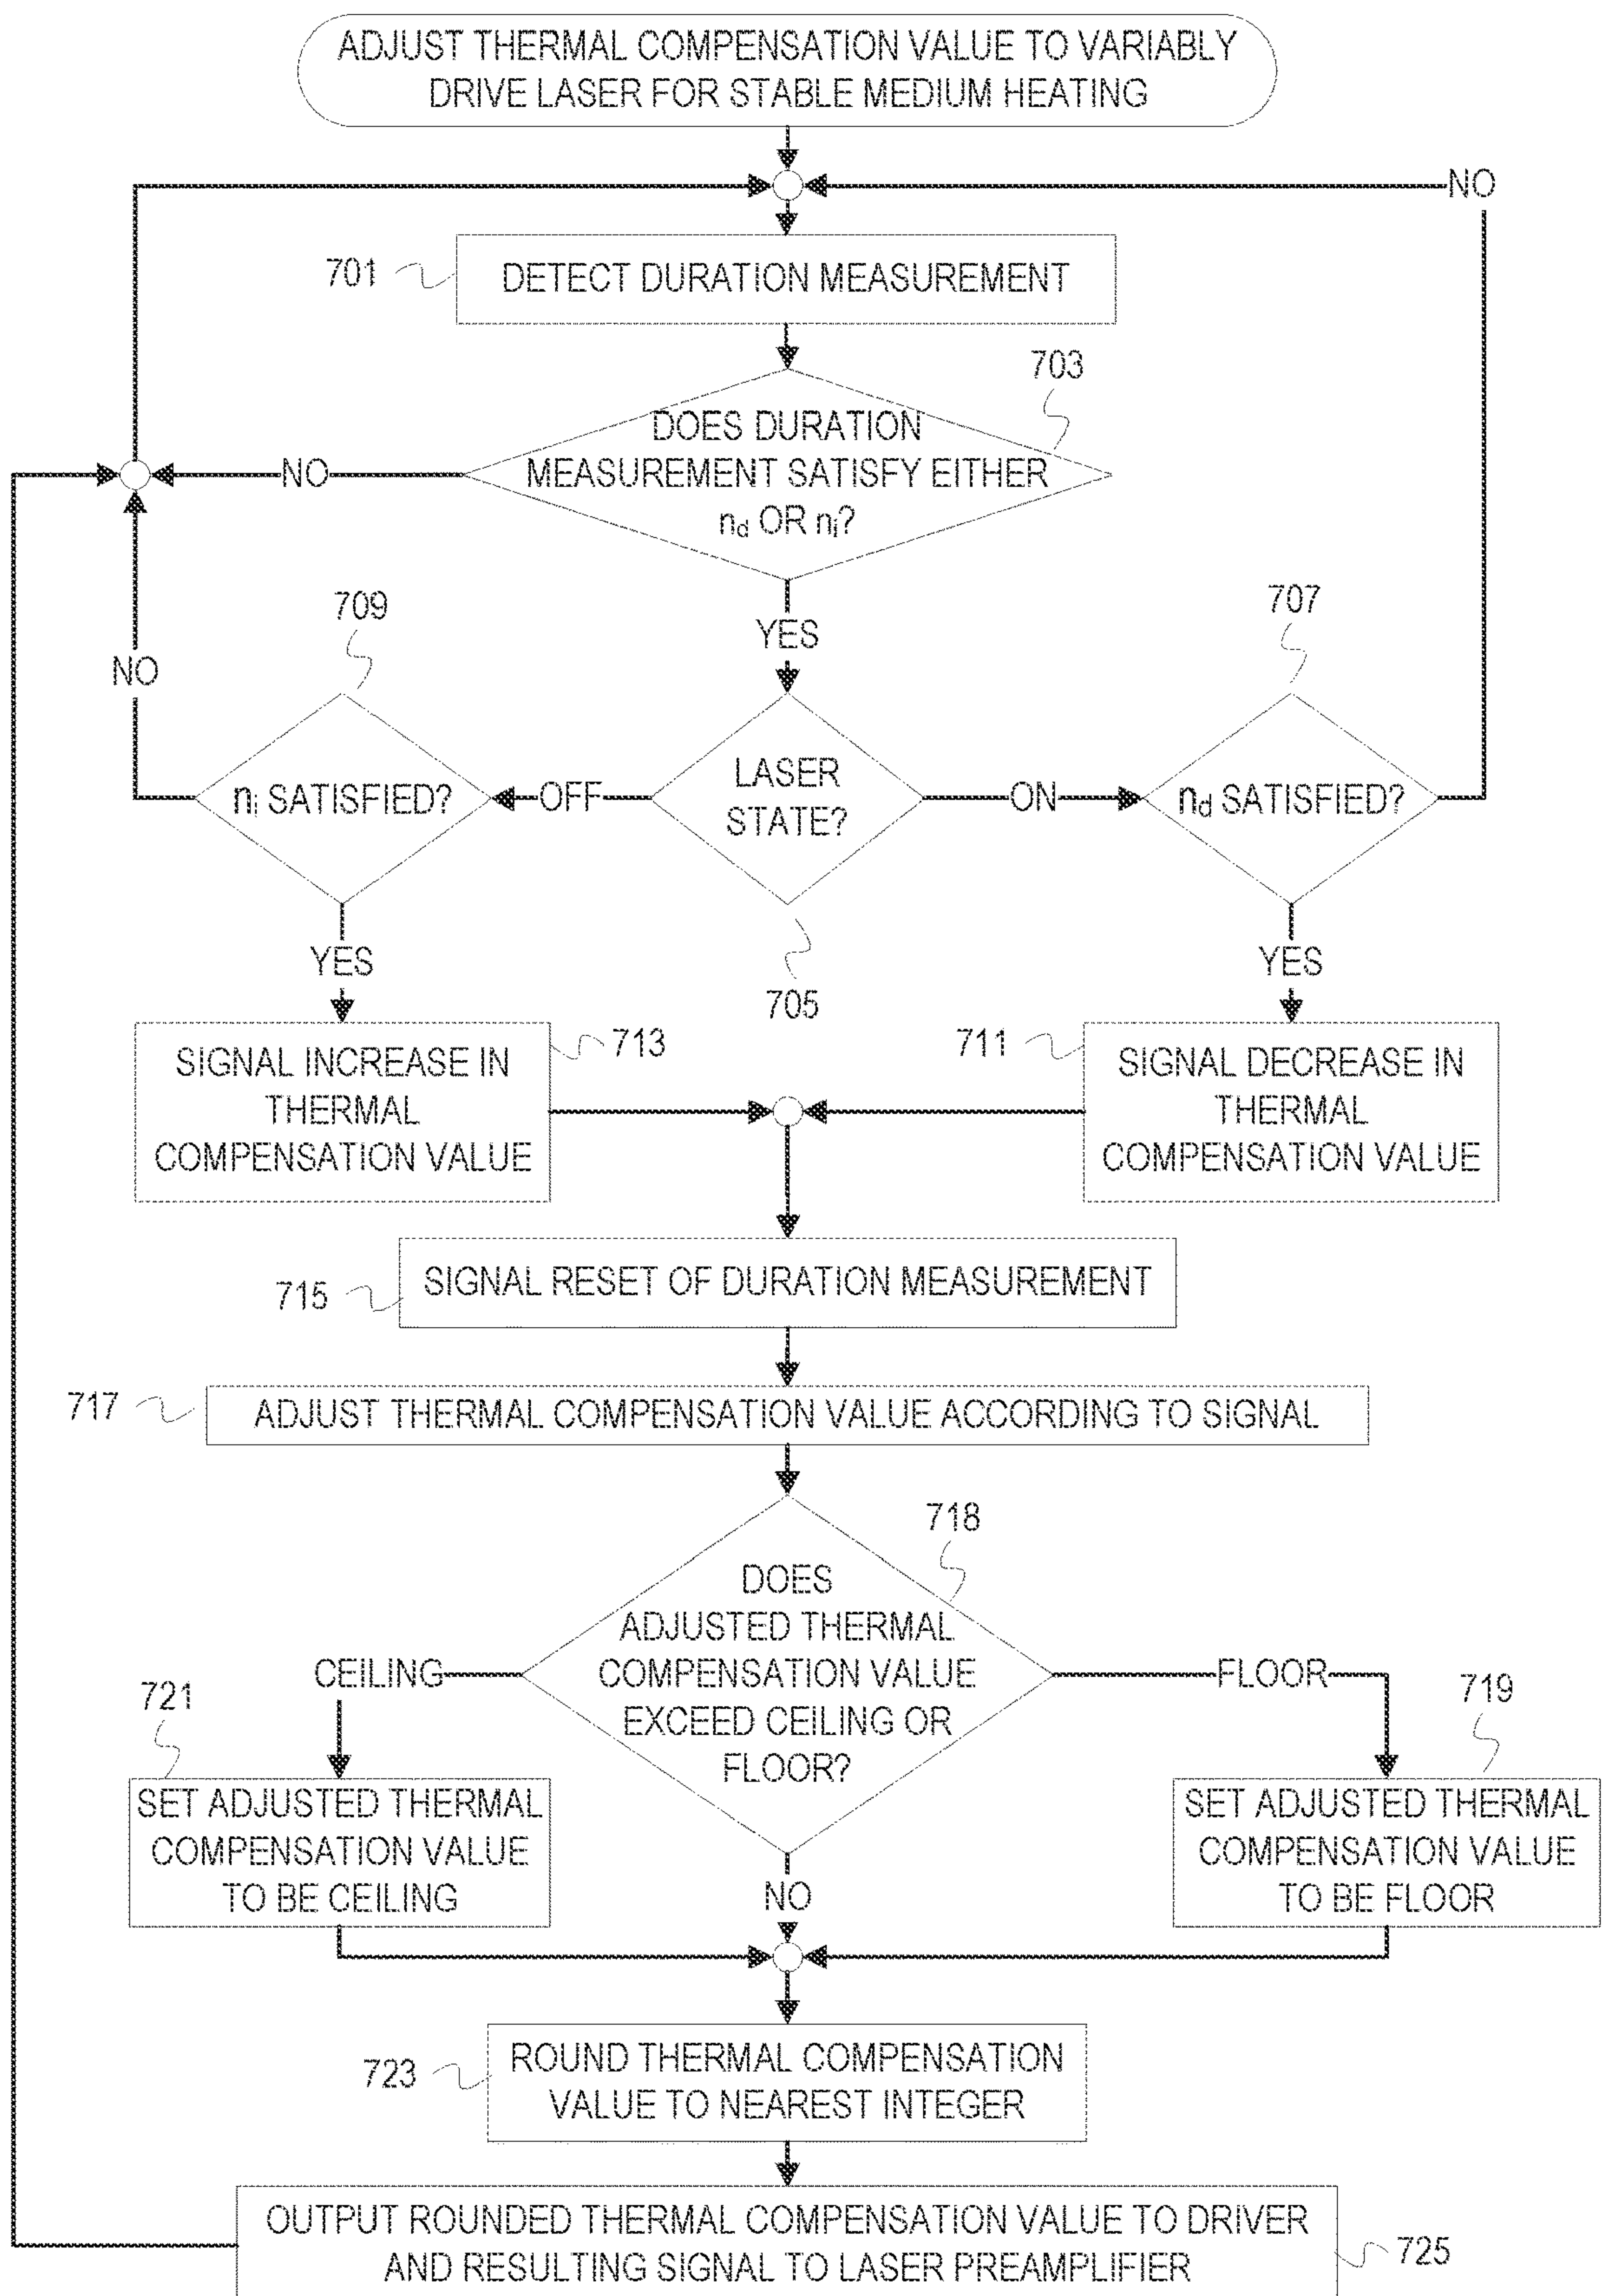 ADJUST THERMAL COMPENSATION VALUE TO VARIABLY
DRIVE LASER FOR STABLE MEDIUM HEATING
NO
701
DETECT DURATION MEASUREMENT
703
DOES DURATION
MEASUREMENT SATISFY EITHER
nd OR ni?
NO
YES
709
707
NO
ni SATISFIED?
OFF
LASER
STATE?
ON
nd SATISFIED?
YES
705
YES
SIGNAL INCREASE IN
THERMAL
COMPENSATION VALUE
713
711
SIGNAL DECREASE IN
THERMAL
COMPENSATION VALUE
715
SIGNAL RESET OF DURATION MEASUREMENT
717
ADJUST THERMAL COMPENSATION VALUE ACCORDING TO SIGNAL
718
DOES
ADJUSTED THERMAL
COMPENSATION VALUE
EXCEED CEILING OR
FLOOR?
CEILING
FLOOR
721
719
SET ADJUSTED THERMAL
COMPENSATION VALUE
TO BE CEILING
SET ADJUSTED THERMAL
COMPENSATION VALUE
TO BE FLOOR
NO
723
ROUND THERMAL COMPENSATION
VALUE TO NEAREST INTEGER
OUTPUT ROUNDED THERMAL COMPENSATION VALUE TO DRIVER
AND RESULTING SIGNAL TO LASER PREAMPLIFIER
725